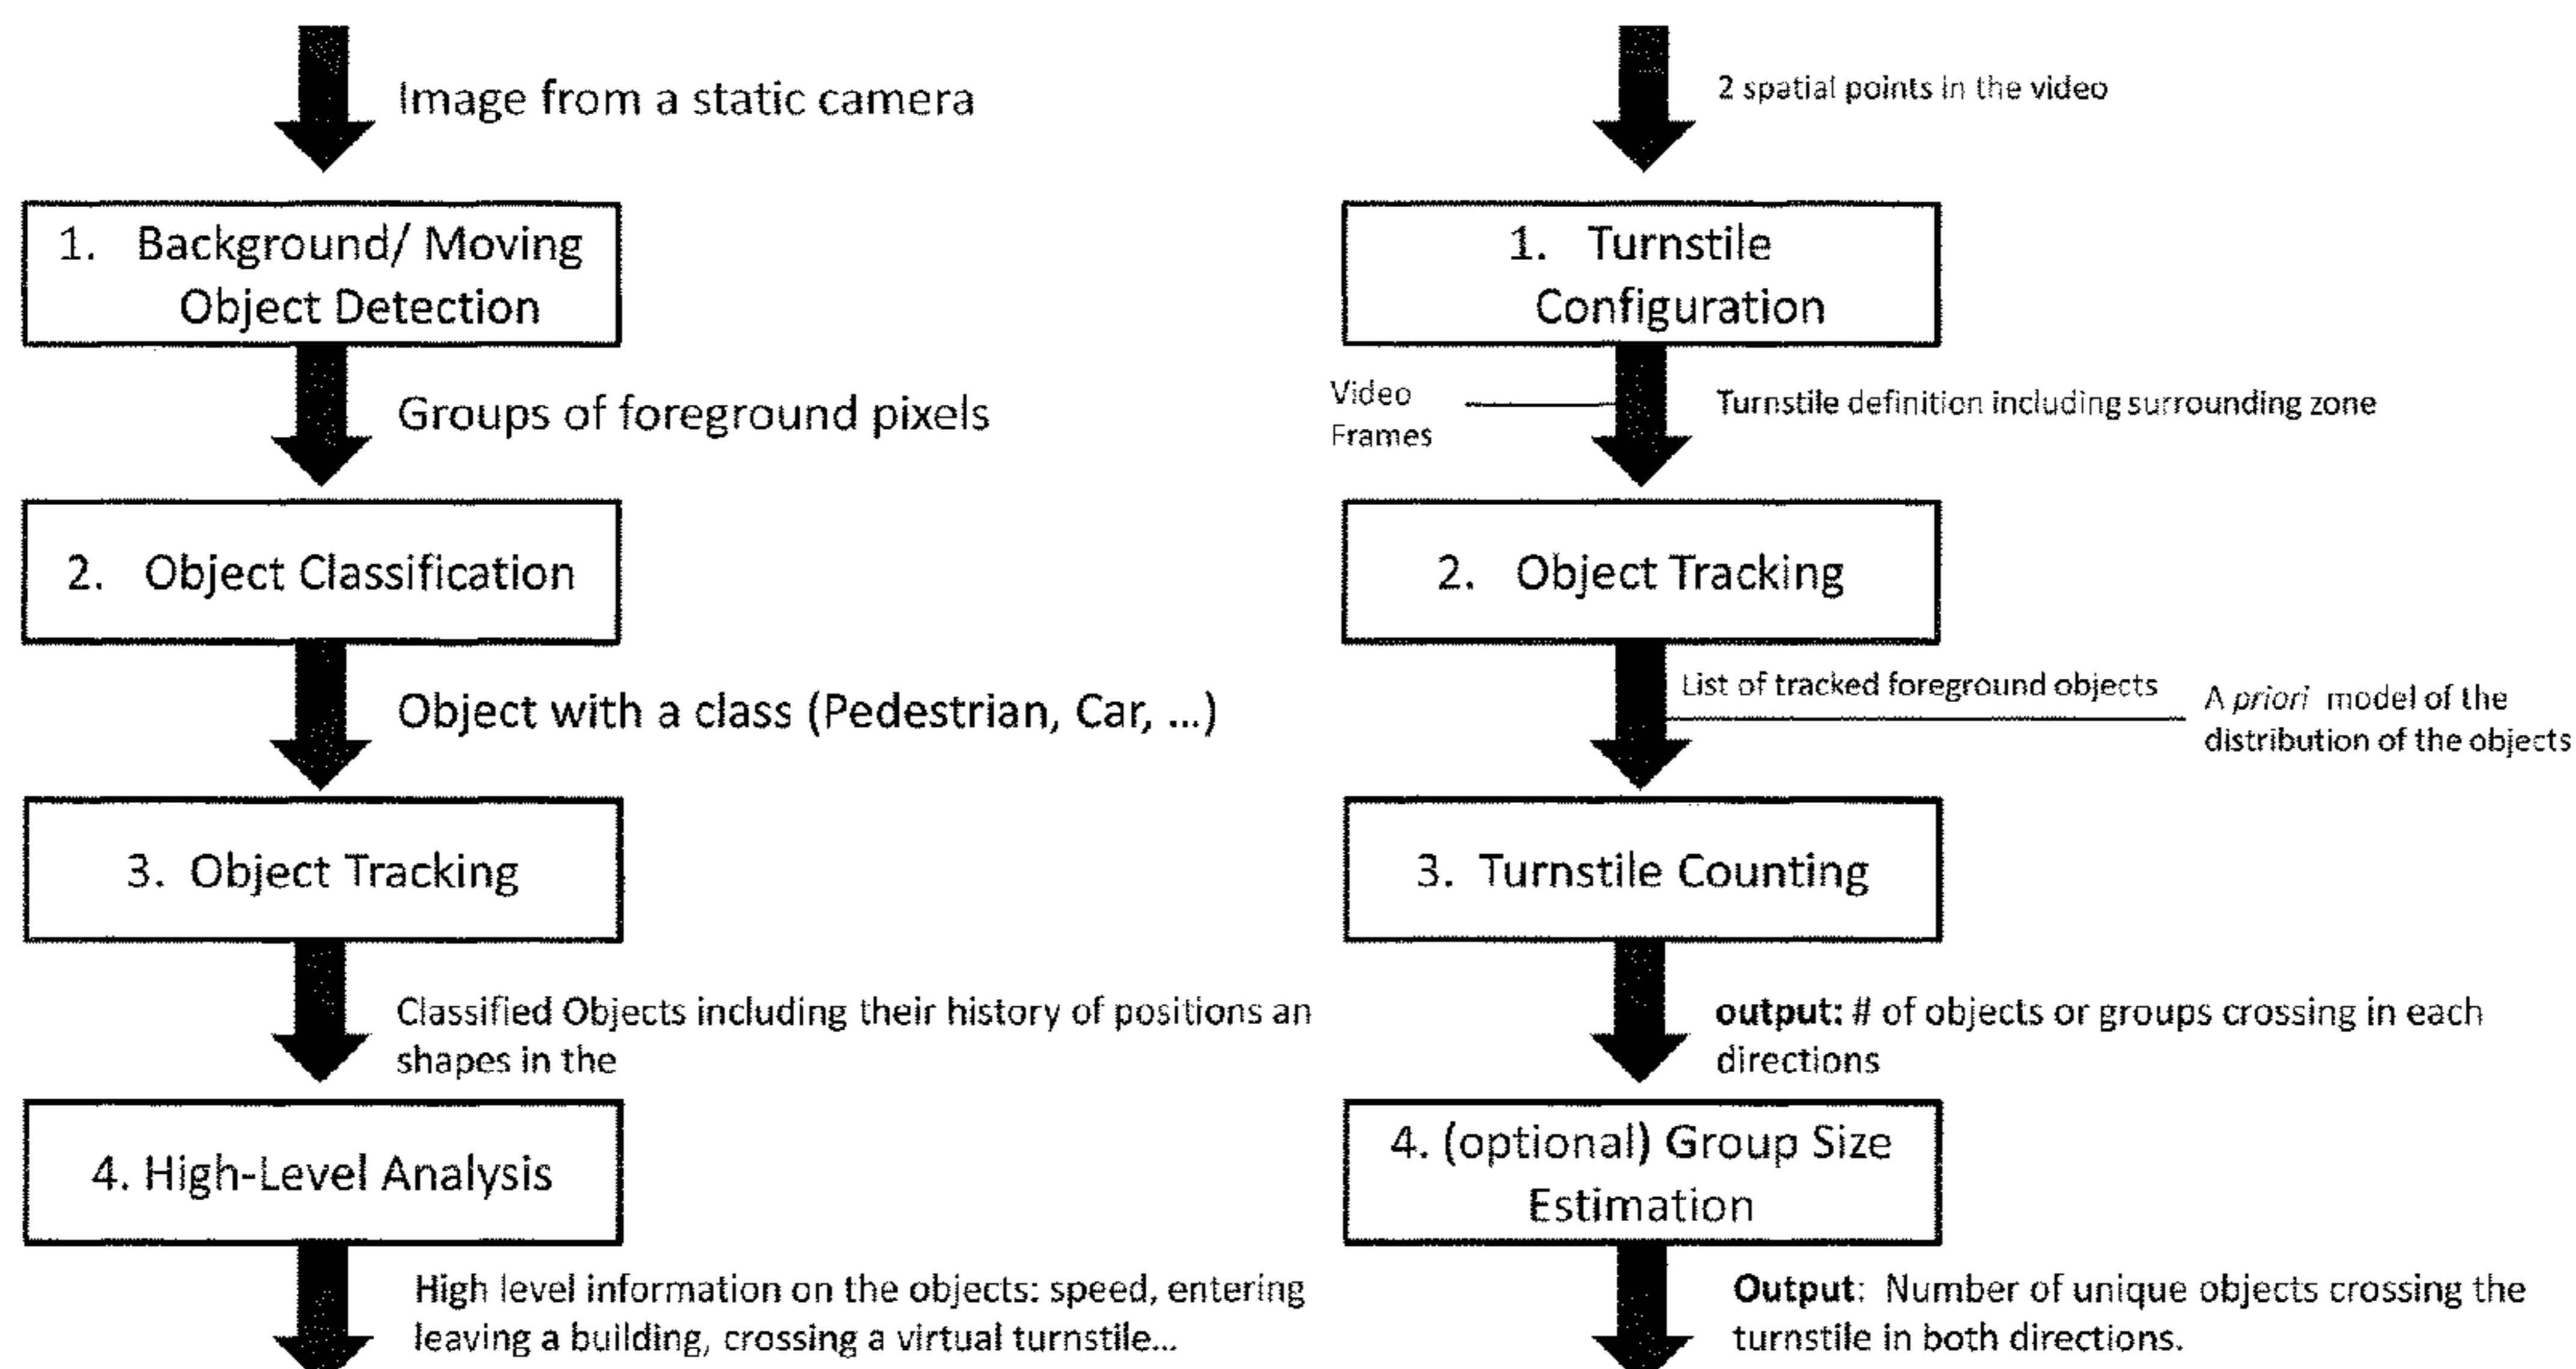 Image from a static camera
1. Background/ Moving
Object Detection
Groups of foreground pixels
2. Object Classification
Object with a class (Pedestrian, Car, ...)
3. Object Tracking
Classified Objects including their history of positions an
shapes in the
4. High-Level Analysis
High level information on the objects: speed, entering
leaving a building, crossing a virtual turnstile...
2 spatial points in the video
1. Turnstile
Configuration
Video
Frames
Turnstile definition including surrounding zone
2. Object Tracking
List of tracked foreground objects
A priori model of the
distribution of the objects
3. Turnstile Counting
output: # of objects or groups crossing in each
directions
4. (optional) Group Size
Estimation
Output: Number of unique objects crossing the
turnstile in both directions.